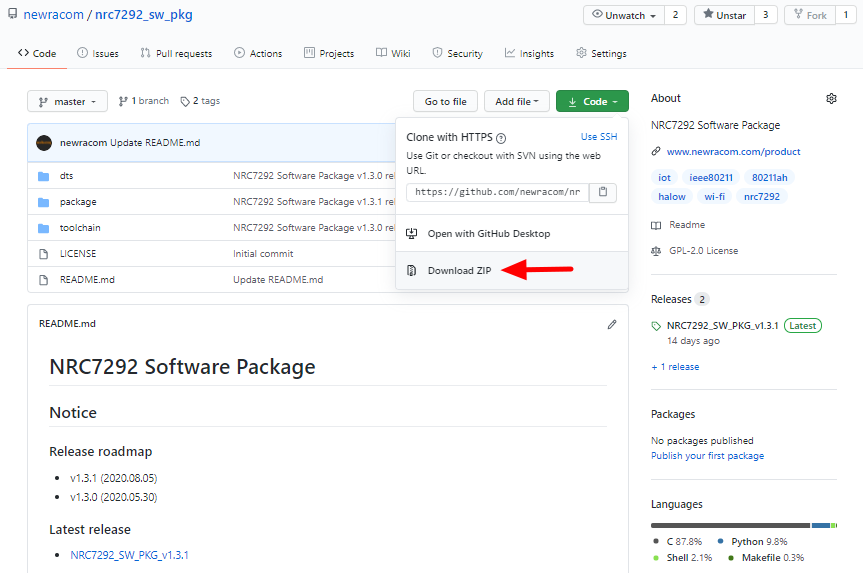 newracom / nrc7292_sw_pkg
Unwatch 2
Unstar 3
Fork 1
Code
Issues
Pull requests
Actions
Projects
Wiki
Security
Insights
Settings
master
1 branch
2 tags
Go to file
Add file
Code
newracom Update README.md
dts NRC7292 Software Package v1.3.0 rel
package NRC7292 Software Package v1.3.1 rel
toolchain NRC7292 Software Package v1.3.0 rel
LICENSE Initial commit
README.md Update README.md
Clone with HTTPS Use SSH
Use Git or checkout with SVN using the web
URL.
https://github.com/newracom/nr
Open with GitHub Desktop
Download ZIP
README.md
NRC7292 Software Package
Notice
Release roadmap
v1.3.1 (2020.08.05)
v1.3.0 (2020.05.30)
Latest release
NRC7292_SW_PKG_v1.3.1
About
NRC7292 Software Package
www.newracom.com/product
iot ieee80211 80211ah
halow wi-fi nrc7292
Readme
GPL-2.0 License
Releases 2
NRC7292_SW_PKG_v1.3.1 Latest
14 days ago
+ 1 release
Packages
No packages published
Publish your first package
Languages
C 87.8% Python 9.8%
Shell 2.1% Makefile 0.3%